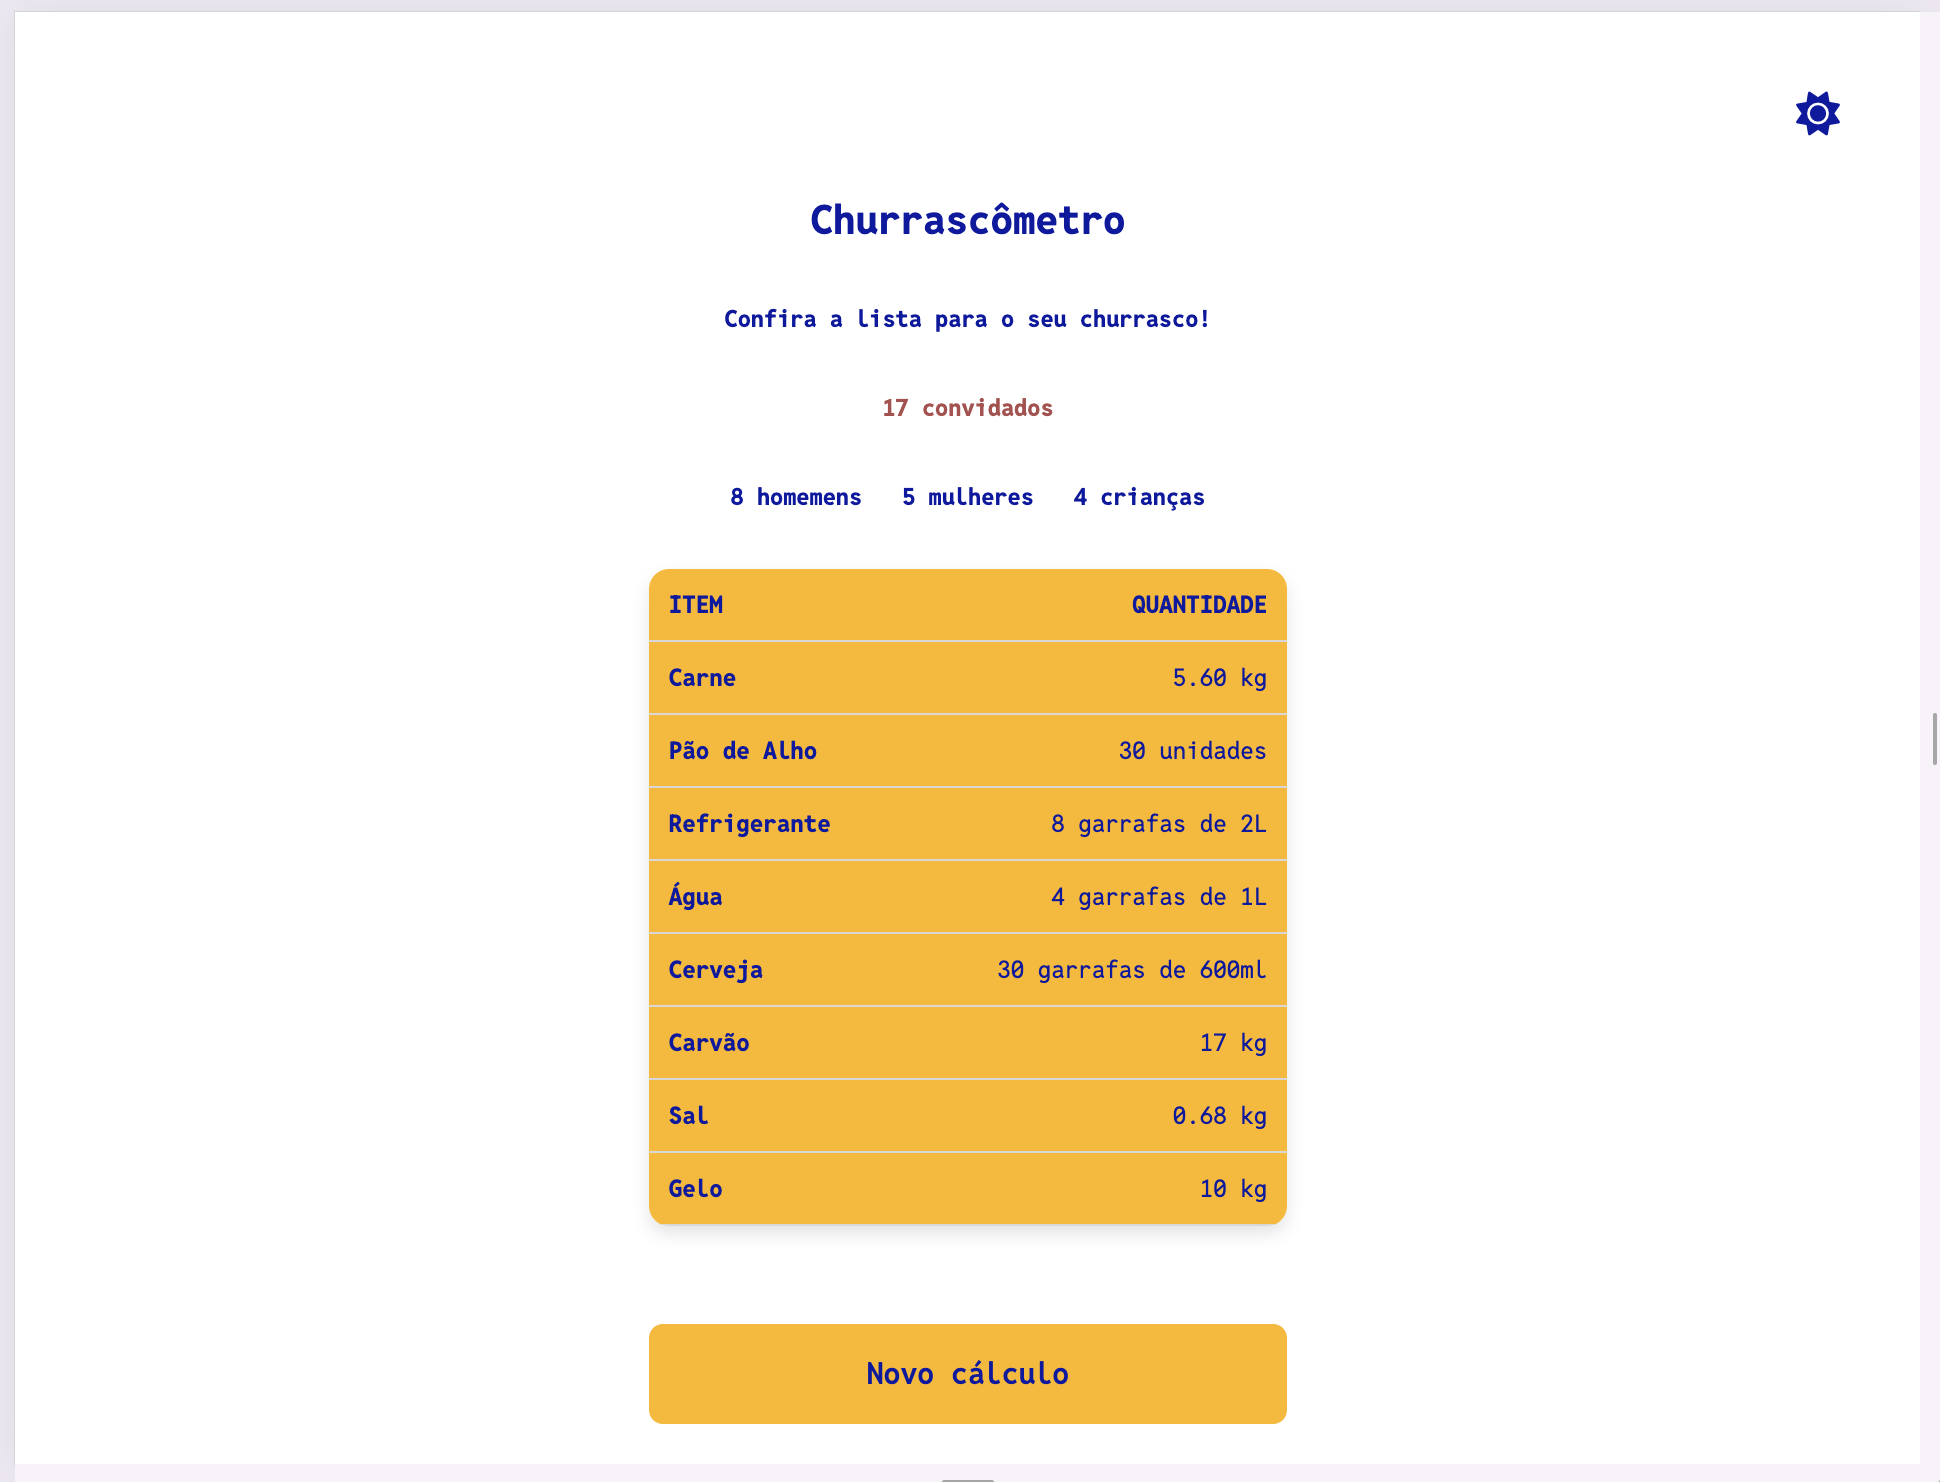 Churrascômetro
Confira a lista para o seu churrasco!
17 convidados
8 homemens 5 mulheres 4 crianças
ITEM QUANTIDADE
Carne 5.60 kg
Pão de Alho 30 unidades
Refrigerante 8 garrafas de 2L
Água 4 garrafas de 1L
Cerveja 30 garrafas de 600ml
Carvão 17 kg
Sal 0.68 kg
Gelo 10 kg
Novo cálculo